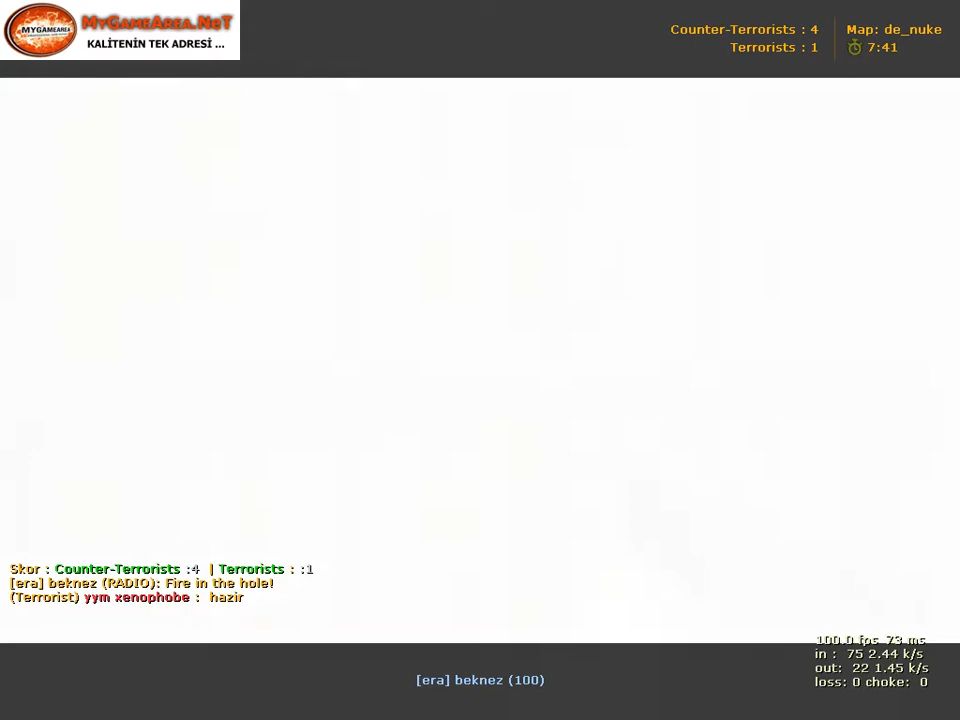 MyGameArea.NeT
MYGAMEAREA
KALİTENİN TEK ADRESİ ...
Counter-Terrorists : 4
Terrorists : 1
Map: de_nuke
7:41
Skor : Counter-Terrorists :4 | Terrorists : :1
[era] beknez (RADIO): Fire in the hole!
(Terrorist) yym xenophobe : hazir
100.0 fps 73 ms
in : 75 2.44 k/s
out: 22 1.45 k/s
loss: 0 choke: 0
[era] beknez (100)